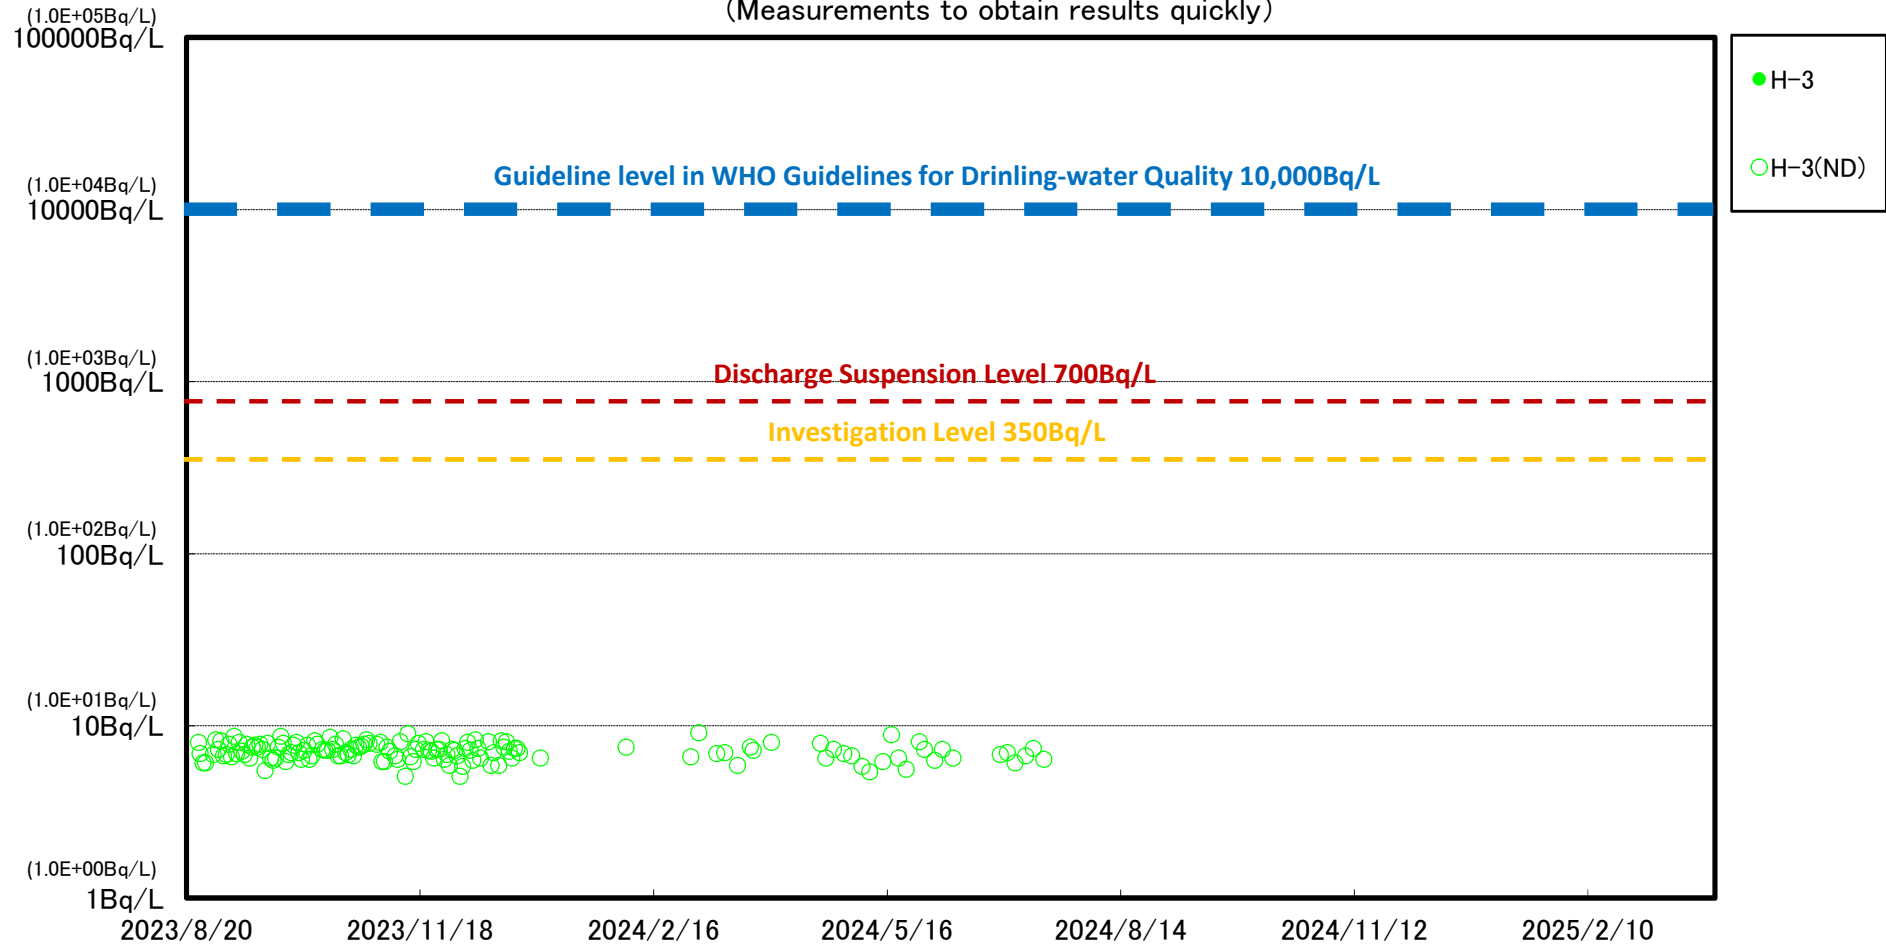 (Measurements to obtain results quickly)
(1.0E+05Bq/L)
100000Bq/L
H-3
H-3(ND)
Guideline level in WHO Guidelines for Drinling-water Quality 10,000Bq/L
(1.0E+04Bq/L)
10000Bq/L
(1.0E+03Bq/L)
1000Bq/L
Discharge Suspension Level 700Bq/L
Investigation Level 350Bq/L
(1.0E+02Bq/L)
100Bq/L
(1.0E+01Bq/L)
10Bq/L
(1.0E+00Bq/L)
1Bq/L
2023/8/20 2023/11/18 2024/2/16 2024/5/16 2024/8/14 2024/11/12 2025/2/10